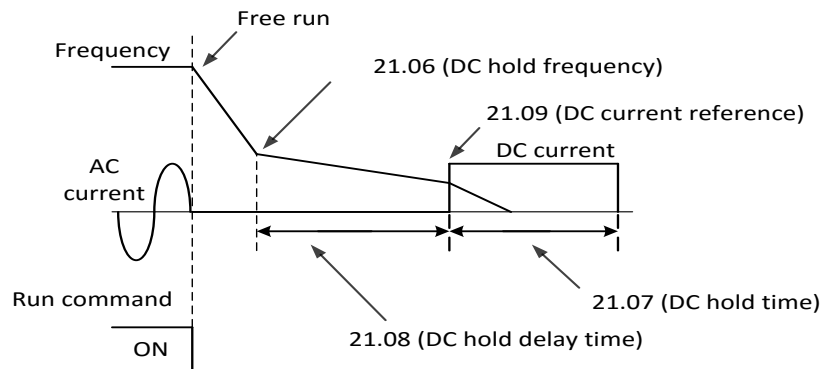 Free run
Frequency
21.06 (DC hold frequency)
21.09 (DC current reference)
DC current
AC
current
21.07 (DC hold time)
Run command
21.08 (DC hold delay time)
ON